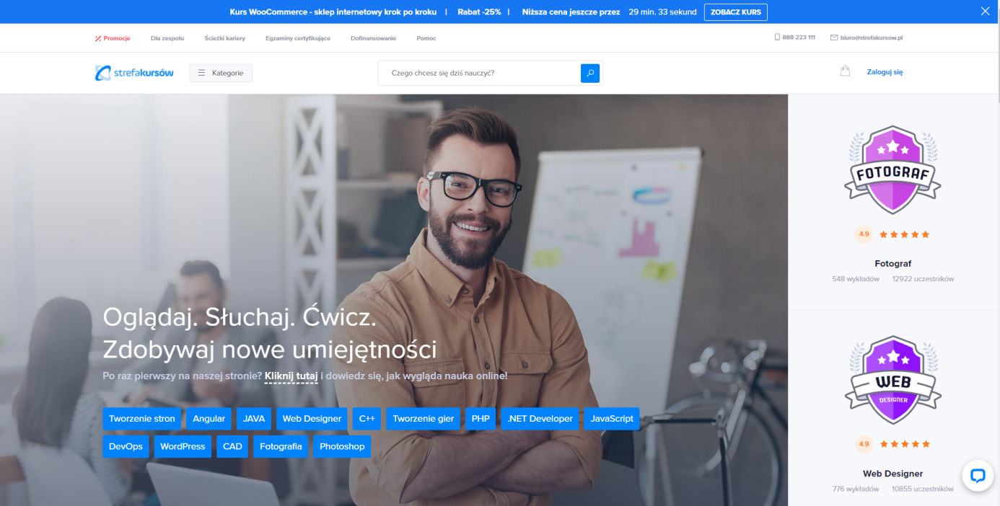 Kurs WooCommerce - sklep internetowy krok po kroku | Rabat -25% | Niższa cena jeszcze przez 29 min. 33 sekund ZOBACZ KURS
Promocje Dla zespołu Ścieżki kariery Egzaminy certyfikujące Dofinansowanie Pomoc 888 223 111 biuro@strefakursow.pl
strefakursów Kategorie Czego chcesz się dziś nauczyć? Zaloguj się
FOTOGRAF
4.9
Fotograf
548 wykładów 12922 uczestników
Oglądaj. Słuchaj. Ćwicz.
Zdobywaj nowe umiejętności
Po raz pierwszy na naszej stronie? Kliknij tutaj i dowiedz się, jak wygląda nauka online!
Tworzenie stron Angular JAVA Web Designer C++ Tworzenie gier PHP .NET Developer JavaScript
DevOps WordPress CAD Fotografia Photoshop
WEB
DESIGNER
4.9
Web Designer
776 wykładów 10855 uczestników